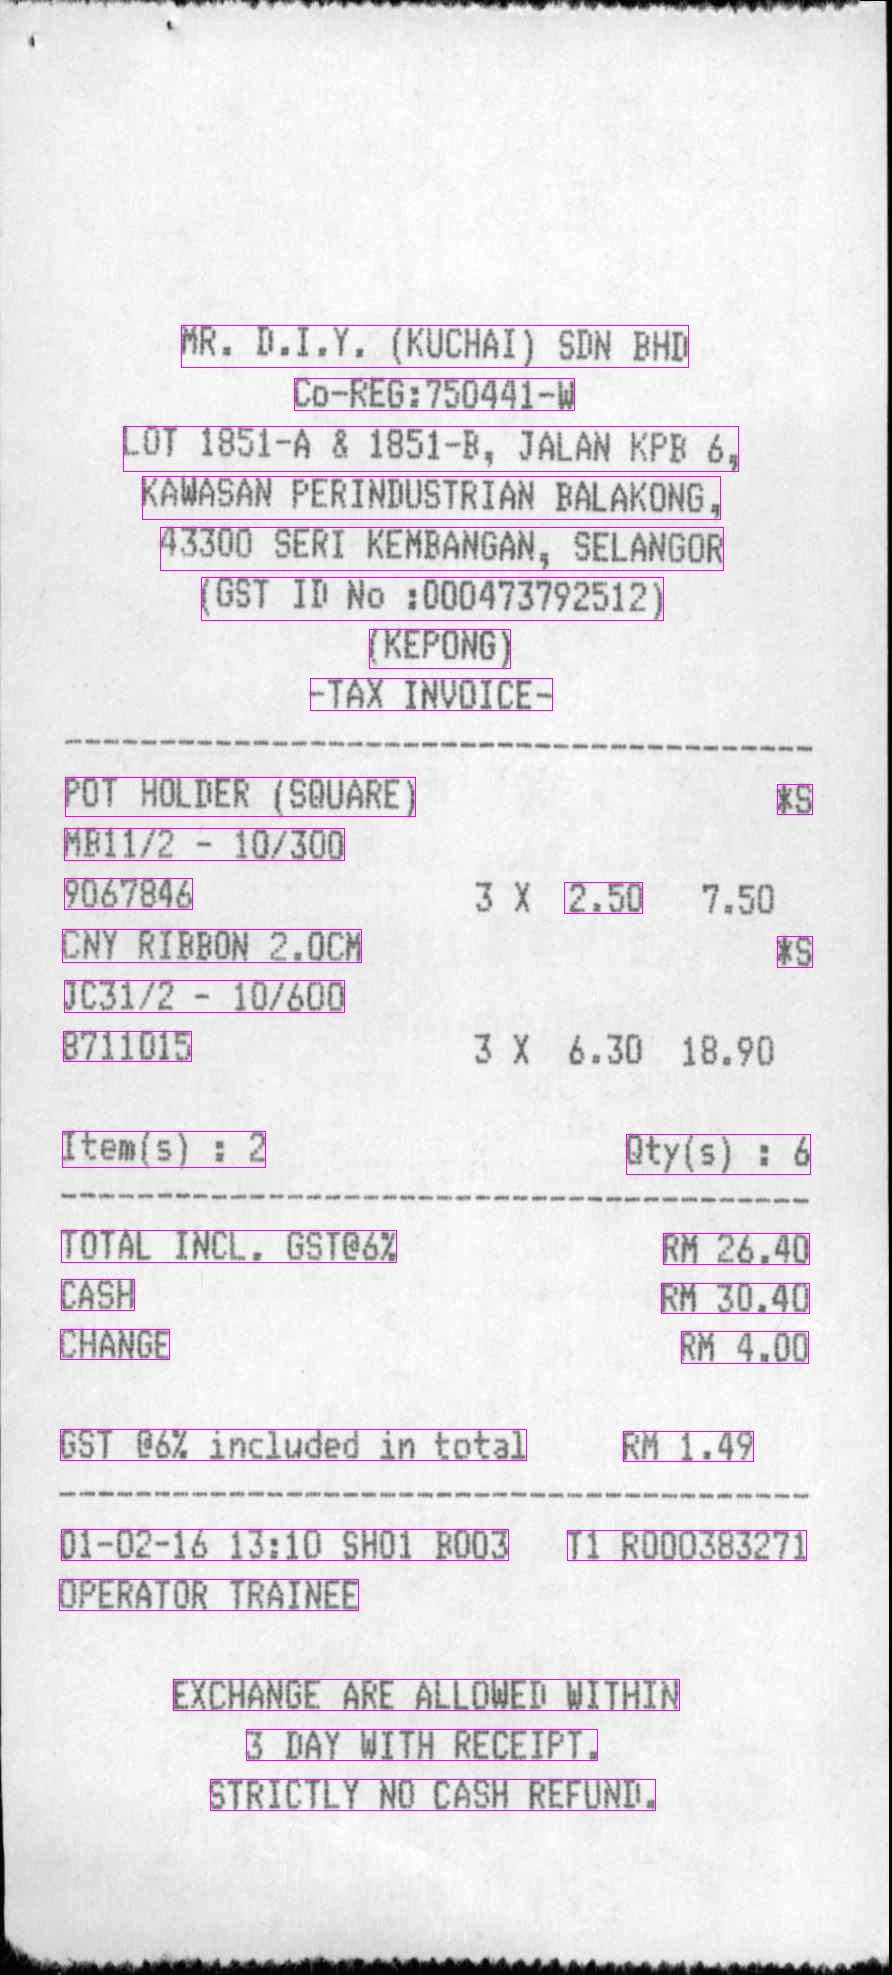 MR. D.I.Y. (KUCHAI) SDN BHD
Co-REG:750441-W
LOT 1851-A & 1851-B, JALAN KPB 6,
KAWASAN PERINDUSTRIAN BALAKONG,
43300 SERI KEMBANGAN, SELANGOR
(GST ID No :000473792512)
(KEPONG)
-TAX INVOICE-
POT HOLDER (SQUARE) *S
MB11/2 - 10/300
9067846 3 X 2.50 7.50
CNY RIBBON 2.0CM *S
JC31/2 - 10/600
8711015 3 X 6.30 18.90
Item(s) : 2 Qty(s) : 6
TOTAL INCL. GST@6% RM 26.40
CASH RM 30.40
CHANGE RM 4.00
GST @6% included in total RM 1.49
01-02-16 13:10 SH01 B003 T1 R000383271
OPERATOR TRAINEE
EXCHANGE ARE ALLOWED WITHIN
3 DAY WITH RECEIPT.
STRICTLY NO CASH REFUND.